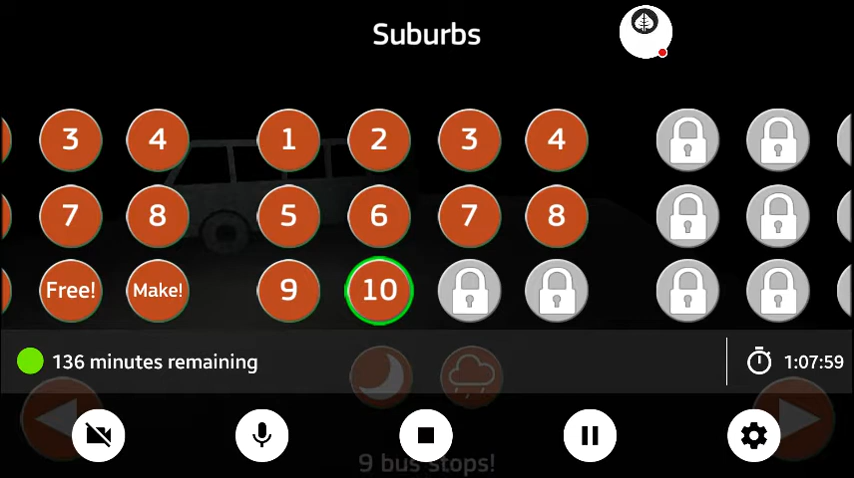 Suburbs
3 4 1 2 3 4
7 8 5 6 7 8
Free! Make! 9 10
136 minutes remaining 1:07:59
9 bus stops!